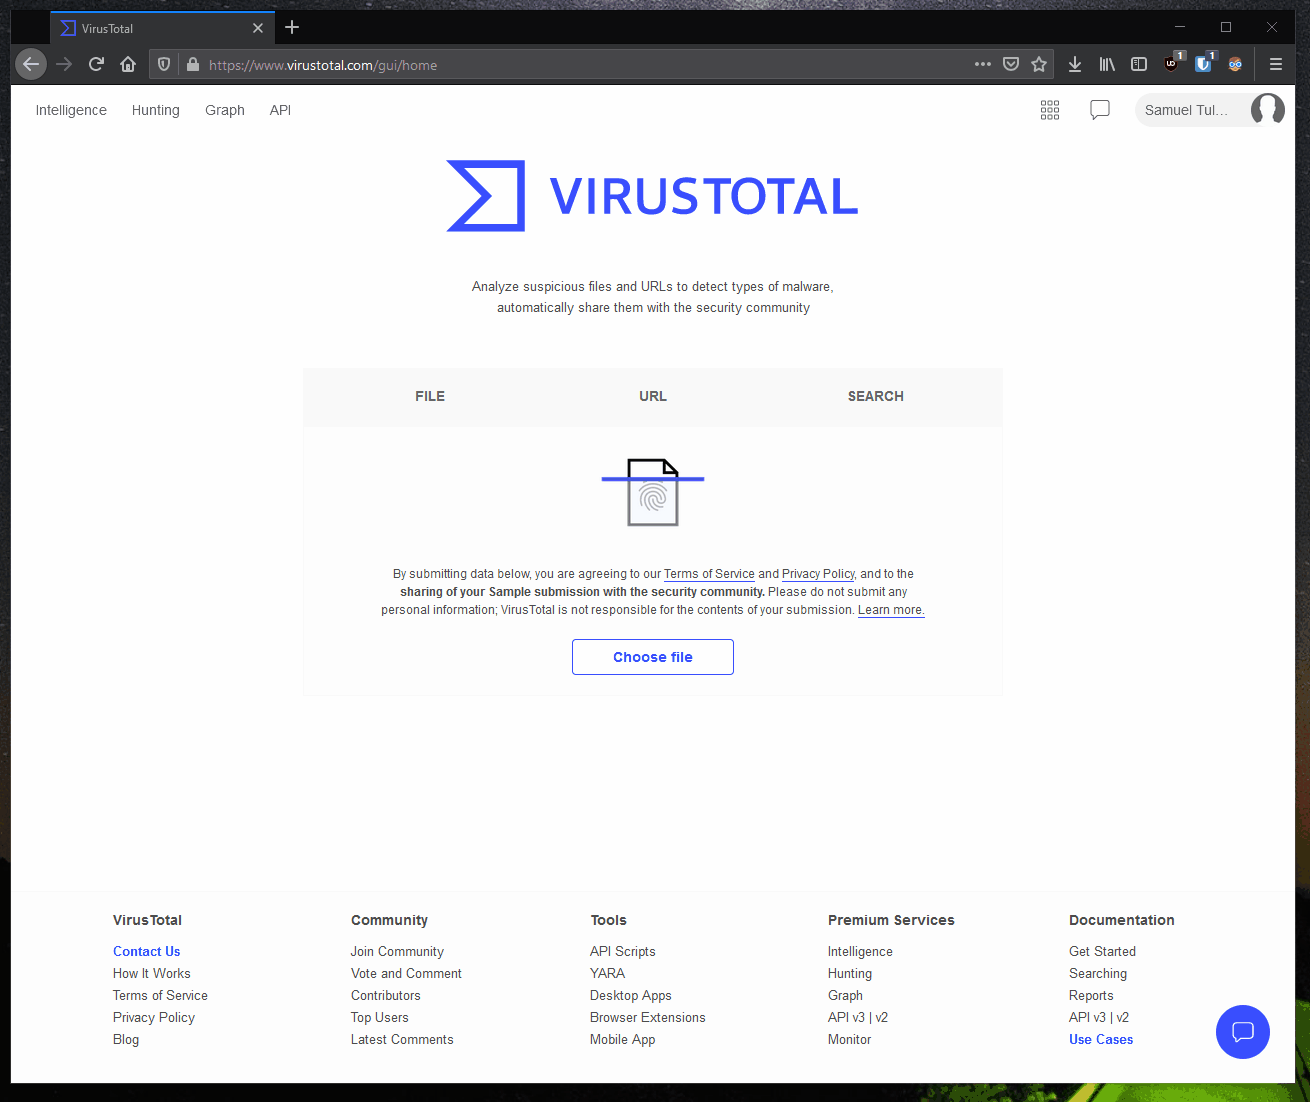 VirusTotal
https://www.virustotal.com/gui/home
1
1
Intelligence
Hunting
Graph
API
Samuel Tul...
VIRUSTOTAL
Analyze suspicious files and URLs to detect types of malware,
automatically share them with the security community
FILE
URL
SEARCH
By submitting data below, you are agreeing to our Terms of Service and Privacy Policy, and to the
sharing of your Sample submission with the security community. Please do not submit any
personal information; VirusTotal is not responsible for the contents of your submission. Learn more.
Choose file
VirusTotal
Contact Us
How It Works
Terms of Service
Privacy Policy
Blog
Community
Join Community
Vote and Comment
Contributors
Top Users
Latest Comments
Tools
API Scripts
YARA
Desktop Apps
Browser Extensions
Mobile App
Premium Services
Intelligence
Hunting
Graph
API v3 | v2
Monitor
Documentation
Get Started
Searching
Reports
API v3 | v2
Use Cases